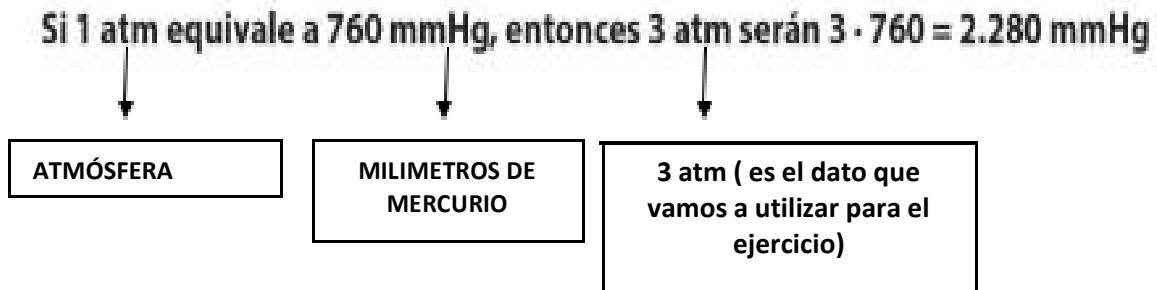 Si 1 atm equivale a 760 mmHg, entonces 3 atm serán 3 · 760 = 2.280 mmHg
ATMÓSFERA
MILIMETROS DE
MERCURIO
3 atm ( es el dato que
vamos a utilizar para el
ejercicio)